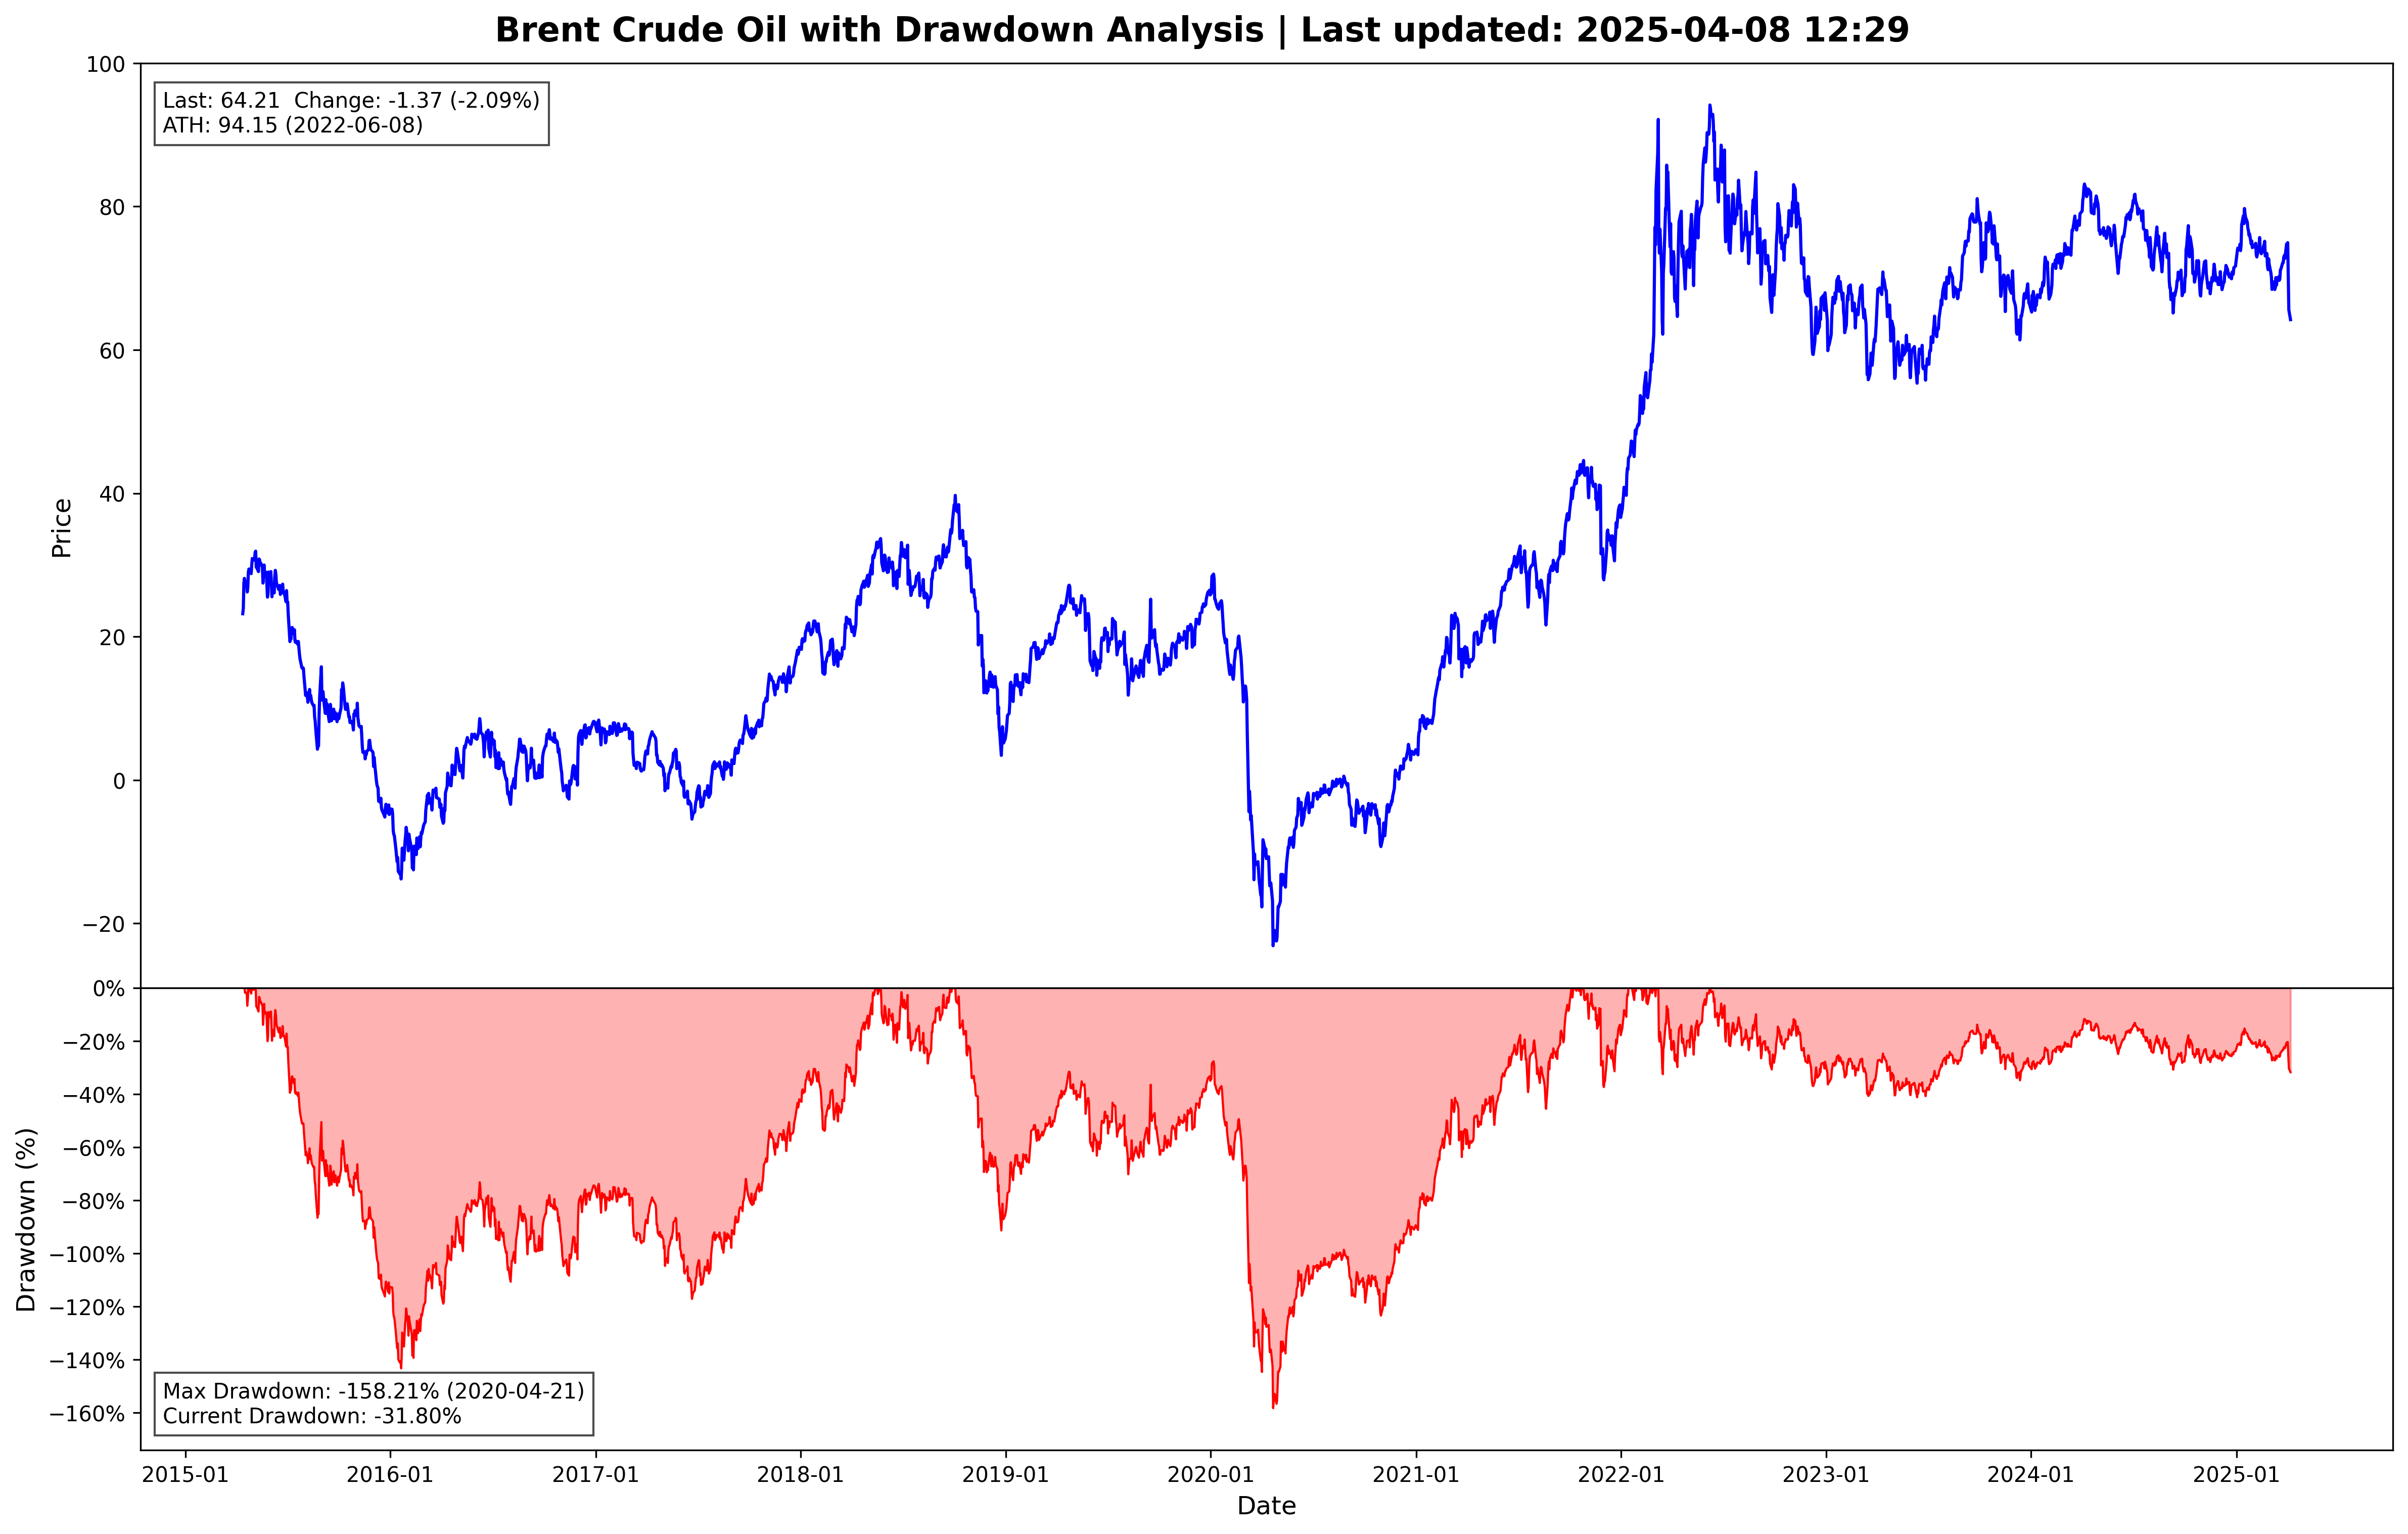 Brent Crude Oil with Drawdown Analysis | Last updated: 2025-04-08 12:29
Last: 64.21  Change: -1.37 (-2.09%)
ATH: 94.15 (2022-06-08)
Price
100
80
60
40
20
0
−20
Drawdown (%)
0%
−20%
−40%
−60%
−80%
−100%
−120%
−140%
−160%
Max Drawdown: -158.21% (2020-04-21)
Current Drawdown: -31.80%
2015-01 2016-01 2017-01 2018-01 2019-01 2020-01 2021-01 2022-01 2023-01 2024-01 2025-01
Date